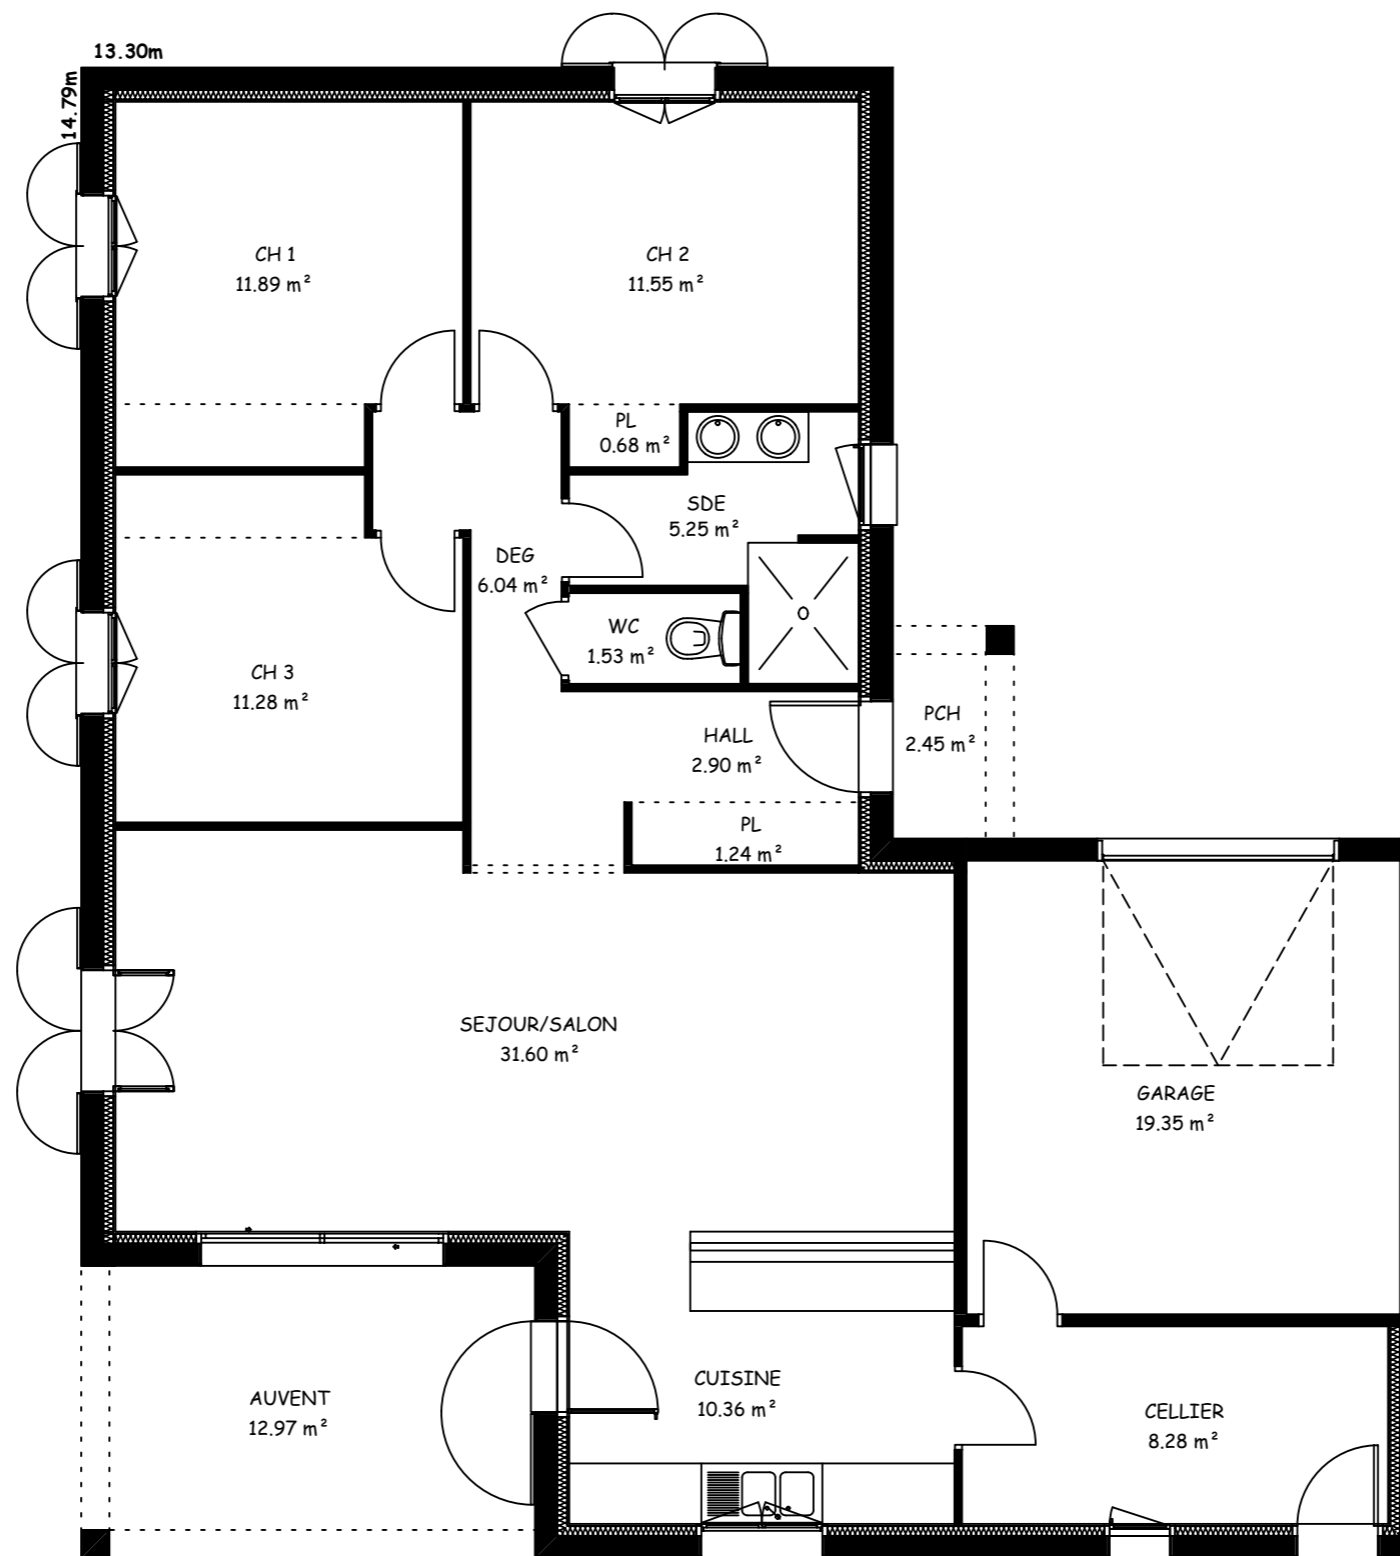 13.30m
14.79m
CH 1
11.89 m²
CH 2
11.55 m²
PL
0.68 m²
SDE
5.25 m²
DEG
6.04 m²
WC
1.53 m²
CH 3
11.28 m²
HALL
2.90 m²
PCH
2.45 m²
PL
1.24 m²
SEJOUR/SALON
31.60 m²
GARAGE
19.35 m²
AUVENT
12.97 m²
CUISINE
10.36 m²
CELLIER
8.28 m²